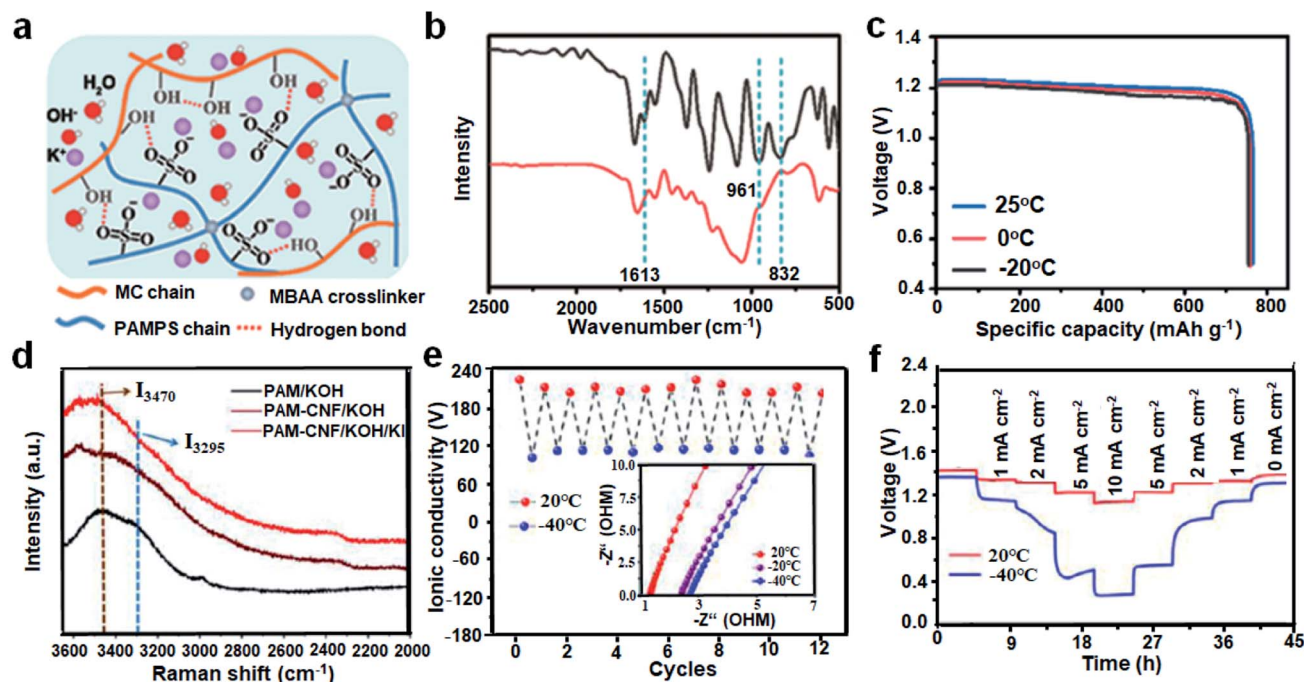 a
H₂O
OH⁻
K⁺
OH
OH
OH
OH
OH
OH
HO
OH
O⁻
O⁻
O⁻
O⁻
O⁻
O⁻
MC chain
MBAA crosslinker
PAMPS chain
Hydrogen bond
b
Intensity
961
1613
832
2500 2000 1500 1000 500
Wavenumber (cm⁻¹)
c
Voltage (V)
1.4
1.2
1.0
0.8
0.6
0.4
25°C
0°C
-20°C
0 200 400 600 800
Specific capacity (mAh g⁻¹)
d
Intensity (a.u.)
I₃₄₇₀
I₃₂₉₅
PAM/KOH
PAM-CNF/KOH
PAM-CNF/KOH/KI
3600 3400 3200 3000 2800 2600 2400 2200 2000
Raman shift (cm⁻¹)
e
Ionic conductivity (V)
240
180
120
60
0
-60
-120
-180
20°C
-40°C
-Z“ (OHM)
10.0
7.5
5.0
2.5
0.0
20°C
-20°C
-40°C
1 3 5 7
-Z“ (OHM)
0 2 4 6 8 10 12
Cycles
f
Voltage (V)
2.4
2.0
1.6
1.2
0.8
0.4
0.0
1 mA cm⁻²
2 mA cm⁻²
5 mA cm⁻²
10 mA cm⁻²
5 mA cm⁻²
2 mA cm⁻²
1 mA cm⁻²
0 mA cm⁻²
20°C
-40°C
0 9 18 27 36 45
Time (h)